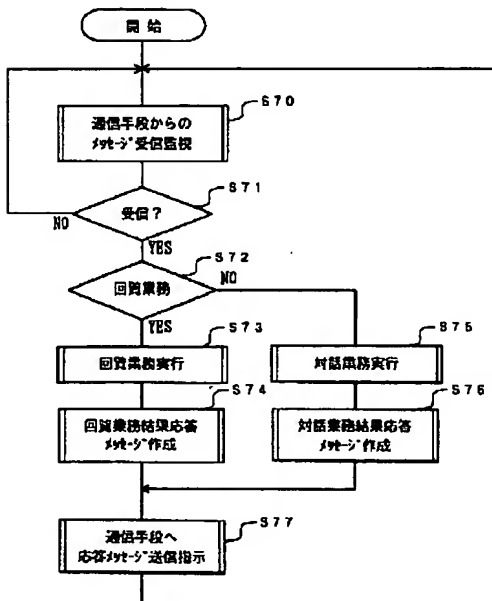 開 始
S70
通信手段からの
メッセージ受信監視
S71
受信？
NO
YES
S72
回覧業務
NO
YES
S73
回覧業務実行
S75
対話業務実行
S74
回覧業務結果応答
メッセージ作成
S76
対話業務結果応答
メッセージ作成
S77
通信手段へ
応答メッセージ送信指示